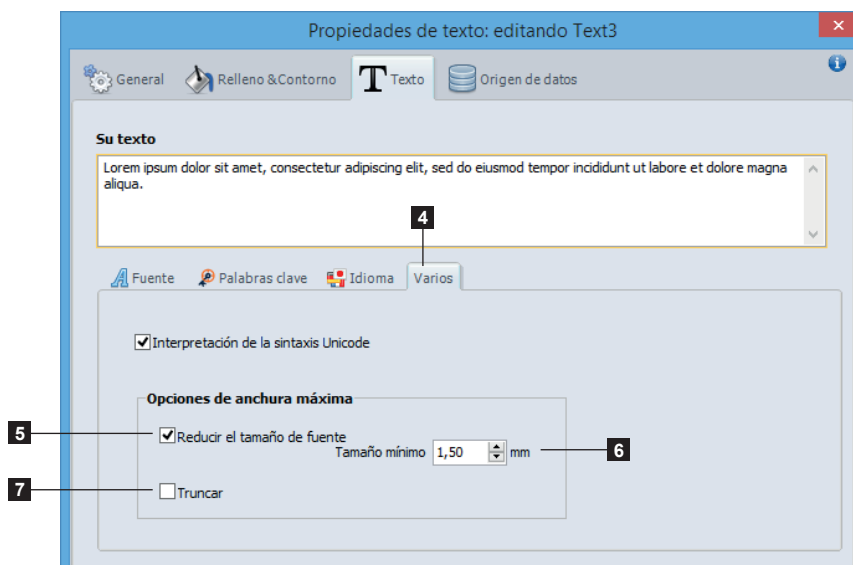 Propiedades de texto: editando Text3
General Relleno &Contorno Texto Origen de datos
Su texto
Lorem ipsum dolor sit amet, consectetur adipiscing elit, sed do eiusmod tempor incididunt ut labore et dolore magna
aliqua.
4
Fuente Palabras clave Idioma Varios
Interpretación de la sintaxis Unicode
Opciones de anchura máxima
5 Reducir el tamaño de fuente
Tamaño mínimo 1,50 mm 6
7 Truncar